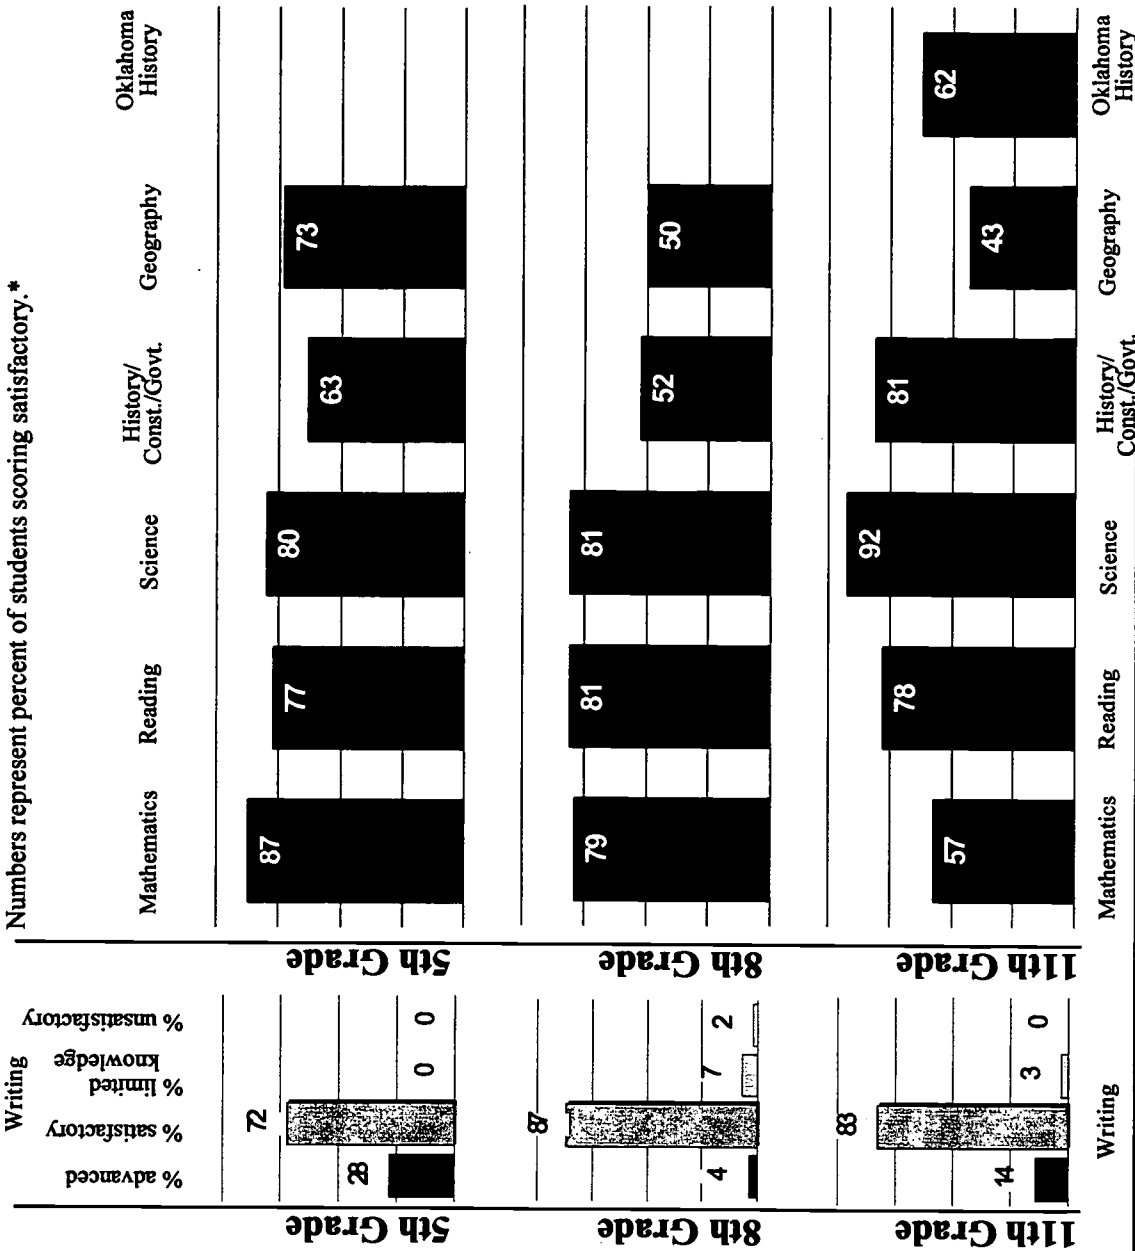 Numbers represent percent of students scoring satisfactory.*
Writing
% advanced
% satisfactory
% limited
knowledge
% unsatisfactory
Mathematics
Reading
Science
History/
Const./Govt.
Geography
Oklahoma
History
5th Grade
28
72
0
0
5th Grade
87
77
80
63
73
8th Grade
4
87
7
2
8th Grade
79
81
81
52
50
11th Grade
14
83
3
0
11th Grade
57
78
92
81
43
62
Writing
Mathematics
Reading
Science
History/
Const./Govt.
Geography
Oklahoma
History